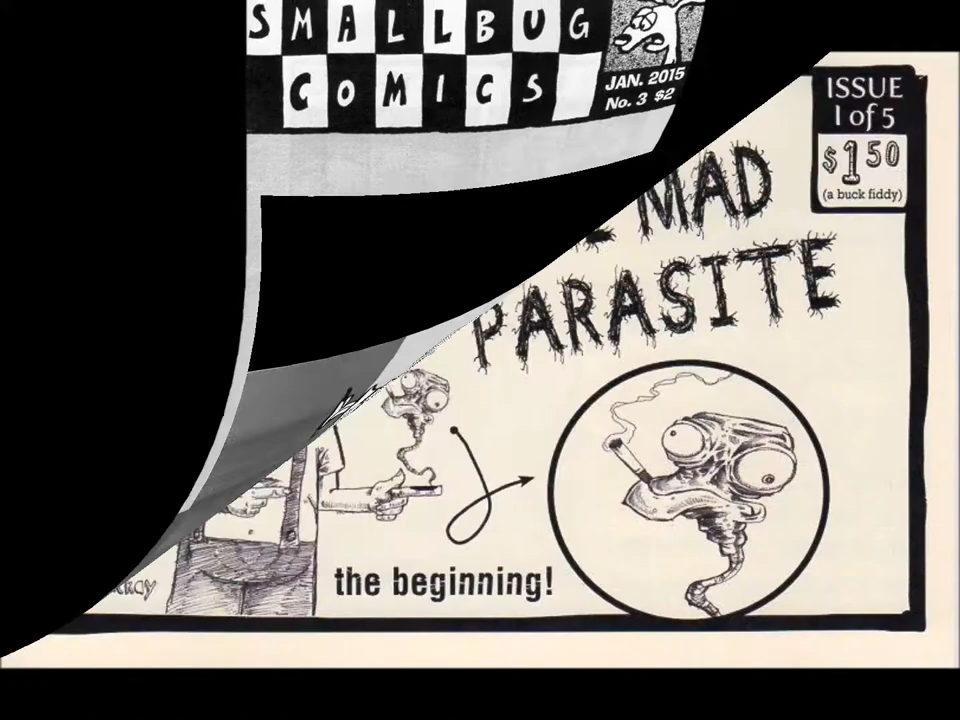 SMALLBUG
COMICS
JAN. 2015
No. 3 $2
ISSUE
1 of 5
$1.50
(a buck fiddy)
MAD
PARASITE
the beginning!